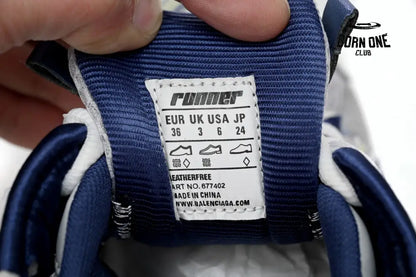 BORN ONE
CLUB
runner
EUR UK USA JP
36 3 6 24
LEATHERFREE
ART NO. 677402
MADE IN CHINA
WWW.BALENCIAGA.COM